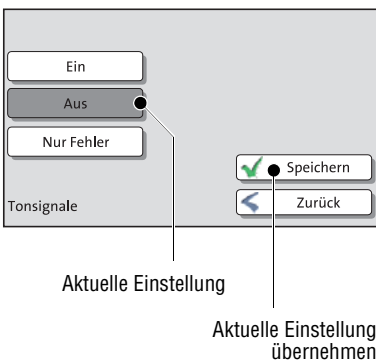 Ein
Aus
Nur Fehler
Speichern
Zurück
Tonsignale
Aktuelle Einstellung
Aktuelle Einstellung
übernehmen